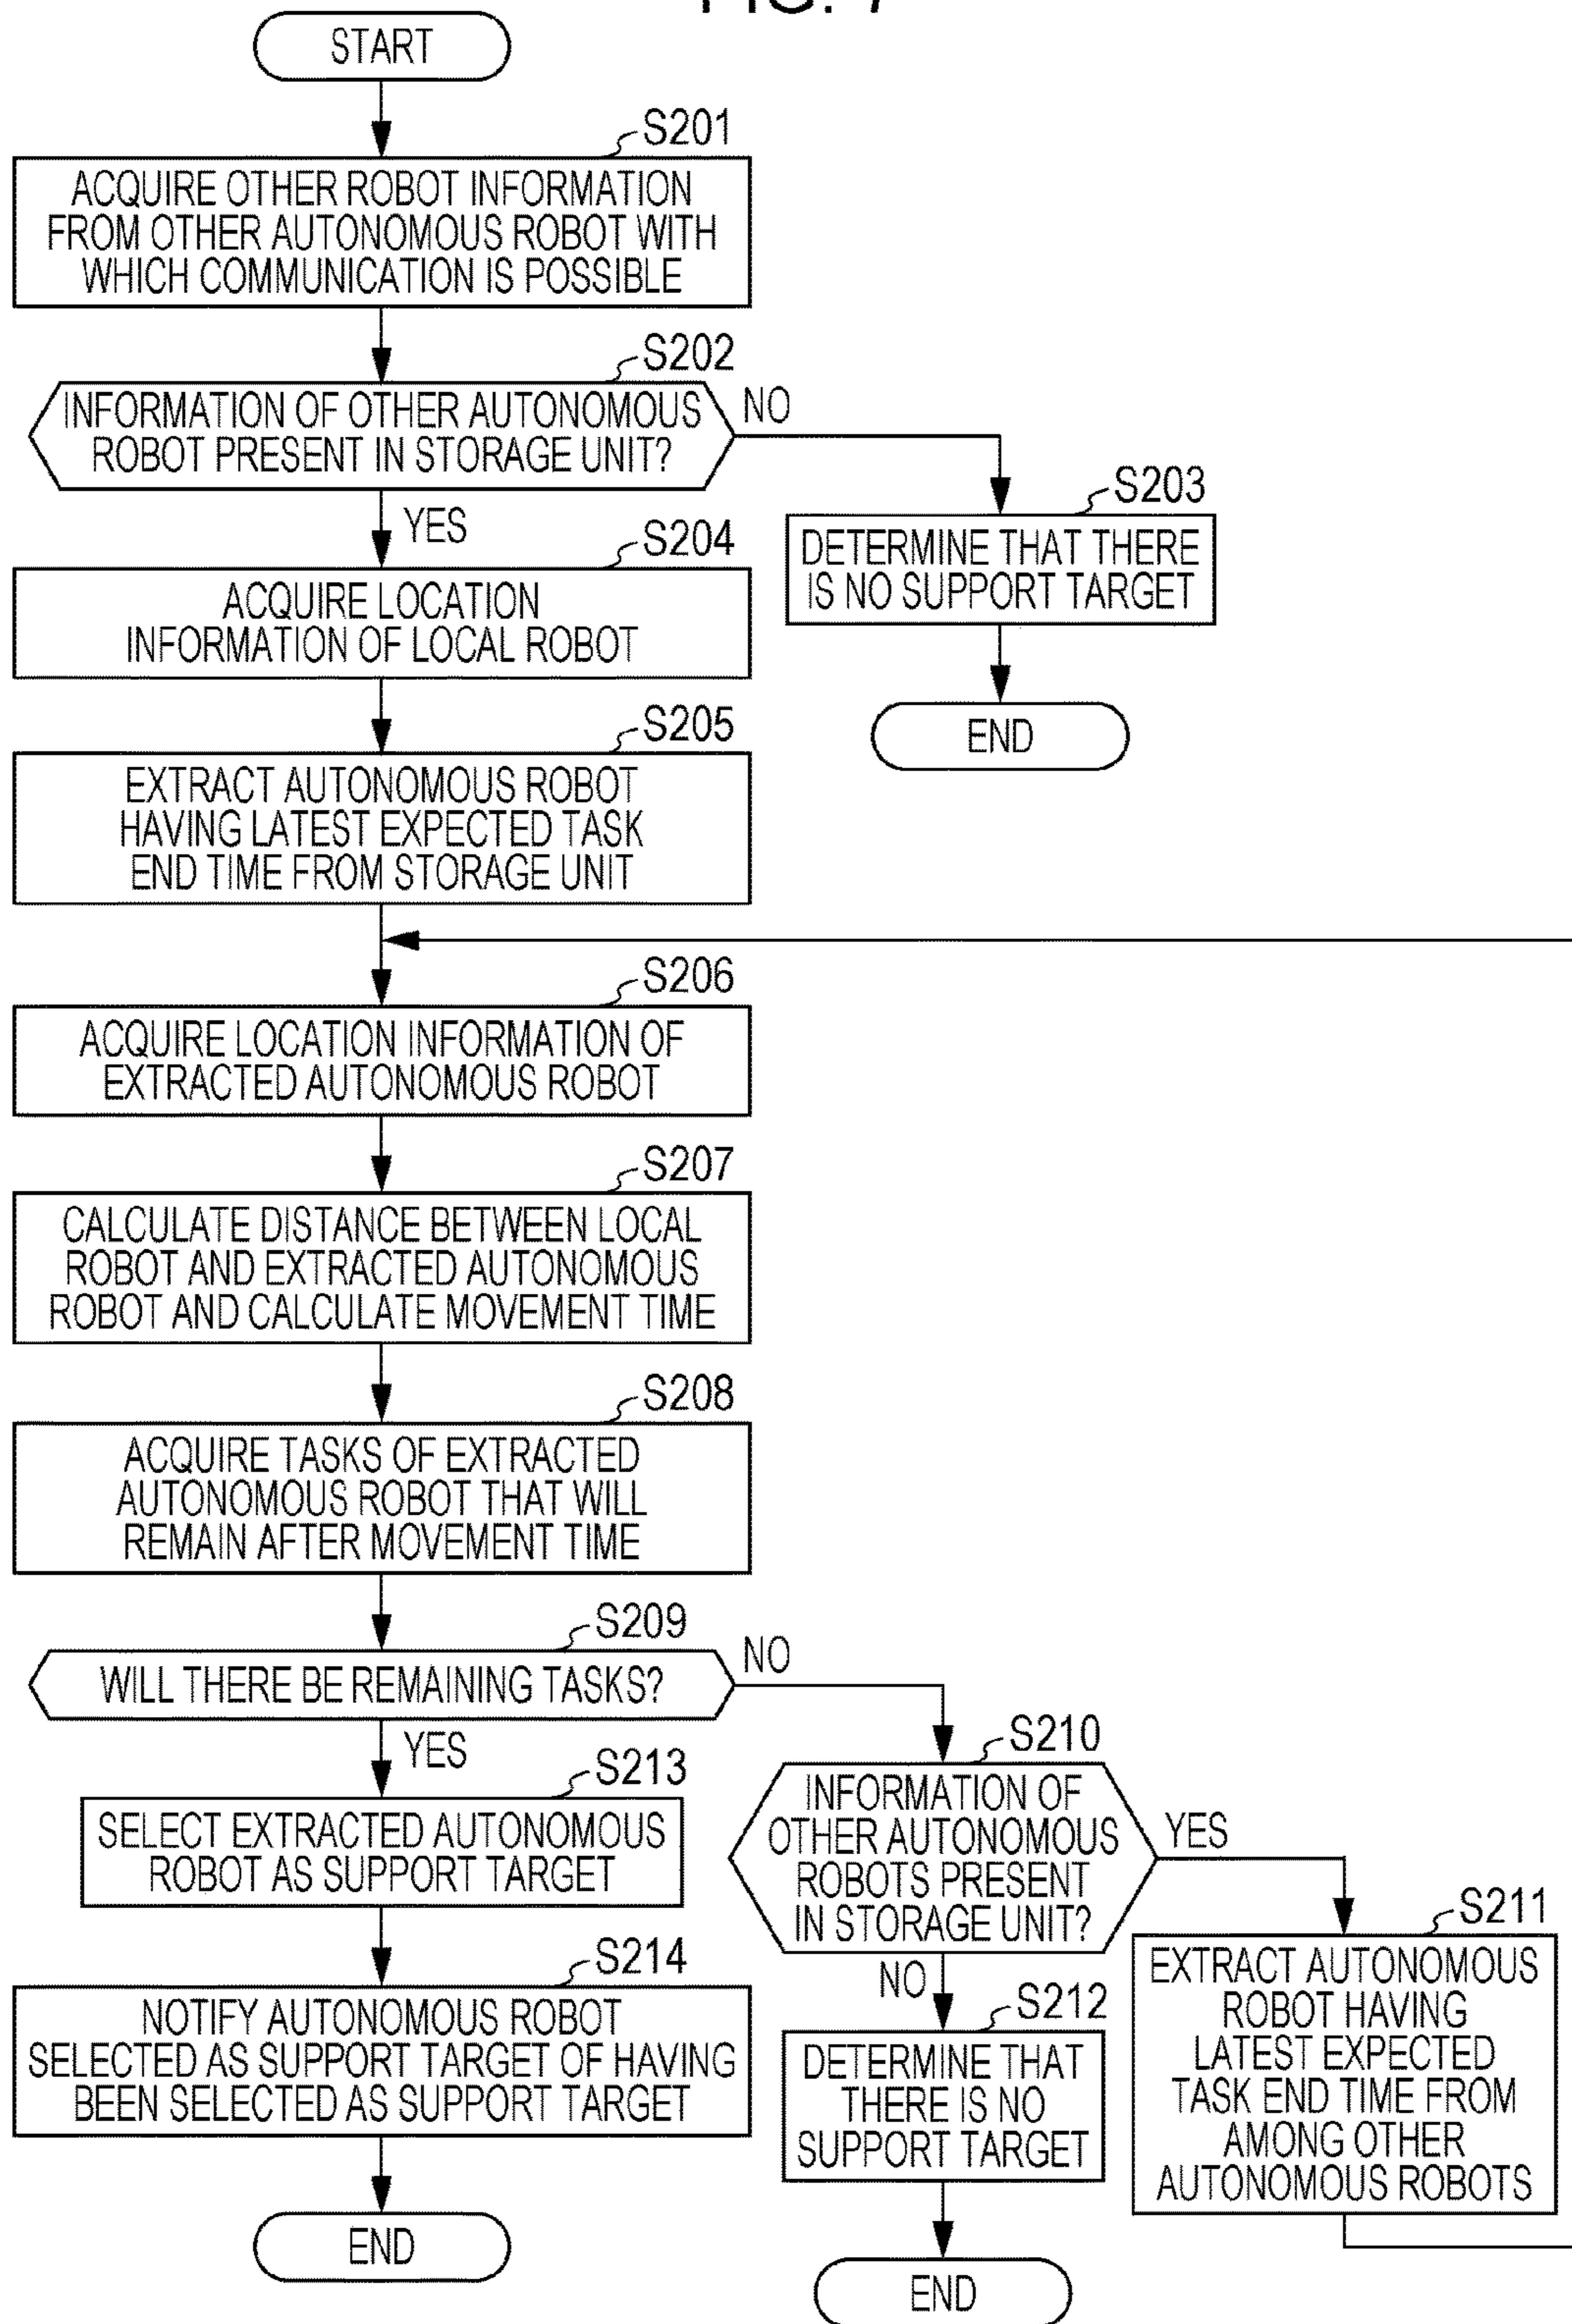 START
S201
ACQUIRE OTHER ROBOT INFORMATION
FROM OTHER AUTONOMOUS ROBOT WITH
WHICH COMMUNICATION IS POSSIBLE
S202
INFORMATION OF OTHER AUTONOMOUS
ROBOT PRESENT IN STORAGE UNIT?
NO
YES
S203
DETERMINE THAT THERE
IS NO SUPPORT TARGET
END
S204
ACQUIRE LOCATION
INFORMATION OF LOCAL ROBOT
S205
EXTRACT AUTONOMOUS ROBOT
HAVING LATEST EXPECTED TASK
END TIME FROM STORAGE UNIT
S206
ACQUIRE LOCATION INFORMATION OF
EXTRACTED AUTONOMOUS ROBOT
S207
CALCULATE DISTANCE BETWEEN LOCAL
ROBOT AND EXTRACTED AUTONOMOUS
ROBOT AND CALCULATE MOVEMENT TIME
S208
ACQUIRE TASKS OF EXTRACTED
AUTONOMOUS ROBOT THAT WILL
REMAIN AFTER MOVEMENT TIME
S209
WILL THERE BE REMAINING TASKS?
NO
YES
S213
SELECT EXTRACTED AUTONOMOUS
ROBOT AS SUPPORT TARGET
S214
NOTIFY AUTONOMOUS ROBOT
SELECTED AS SUPPORT TARGET OF HAVING
BEEN SELECTED AS SUPPORT TARGET
END
S210
INFORMATION OF
OTHER AUTONOMOUS
ROBOTS PRESENT
IN STORAGE UNIT?
YES
NO
S212
DETERMINE THAT
THERE IS NO
SUPPORT TARGET
END
S211
EXTRACT AUTONOMOUS
ROBOT HAVING
LATEST EXPECTED
TASK END TIME FROM
AMONG OTHER
AUTONOMOUS ROBOTS